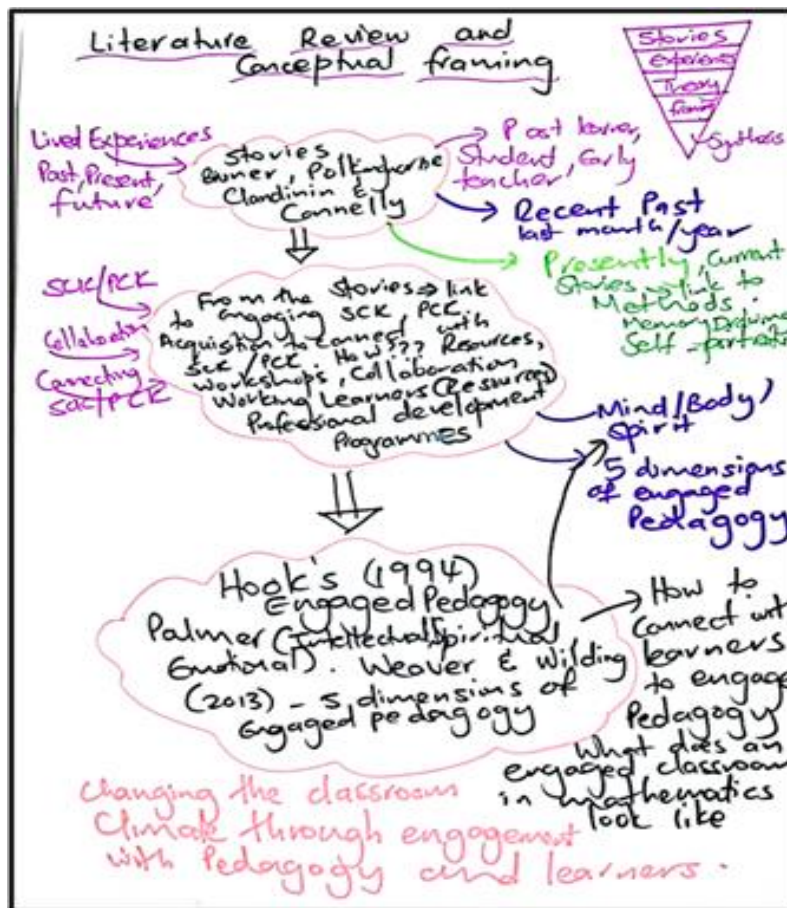 Literature Review and
Conceptual framing
Stories
experiences
Theory
framing
Synthesis
Lived Experiences
Past, Present,
future
Stories
Bruner, Polkinghorne
Clandinin &
Connelly
Past learner,
Student, Early
teacher
Recent Past
last month/year
Presently, Current
Stories → link to
Methods.
Memory Drawing
Self-portraits
SCK/PCK
Collaboration
Connecting
SCK/PCK
From the Stories ⇒ link
to engaging SCK, PCK
Acquisition to connect with
SCK/PCK. How??? Resources,
workshops, Collaboration
Working Learners (Resources)
Professional development
Programmes
Mind/Body/
Spirit
5 dimensions
of engaged
Pedagogy
Hook's (1994)
Engaged Pedagogy
Palmer (Intellectual, Spiritual
Emotional). Weaver & Wilding
(2013) - 5 dimensions of
Engaged pedagogy
How to
Connect with
learners
to engage
Pedagogy
What does an
engaged classroom
in mathematics
look like
Changing the classroom
Climate through engagement
with Pedagogy and learners.